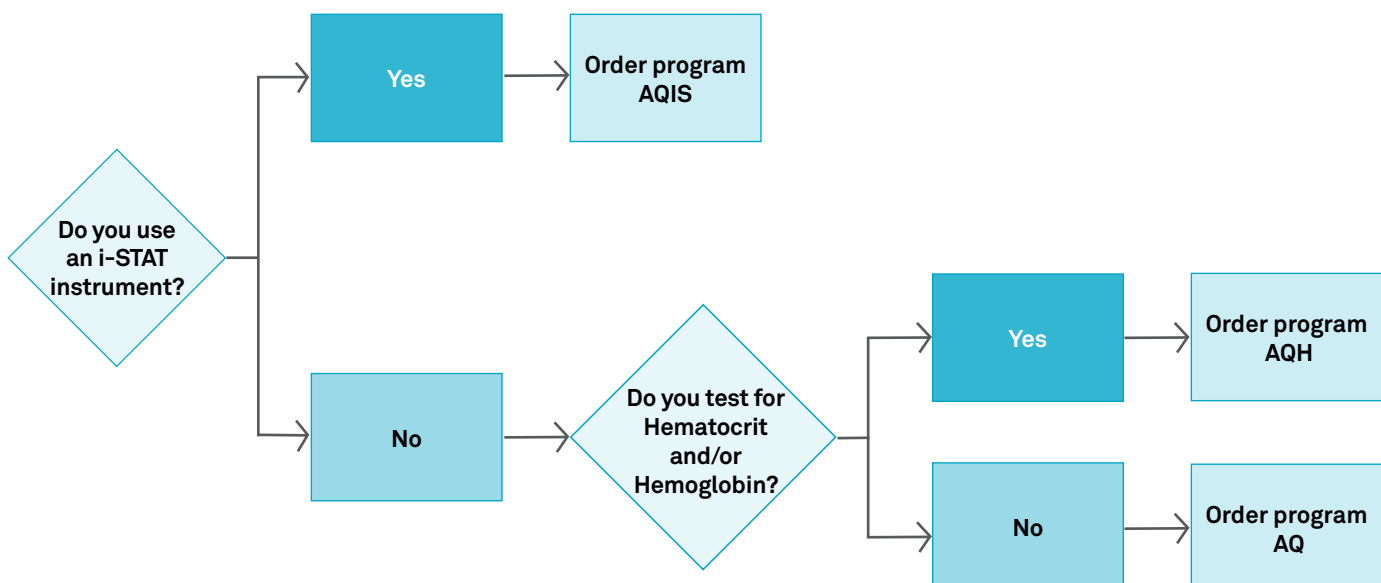 Do you use
an i-STAT
instrument?
Yes
Order program
AQIS
No
Do you test for
Hematocrit
and/or
Hemoglobin?
Yes
Order program
AQH
No
Order program
AQ